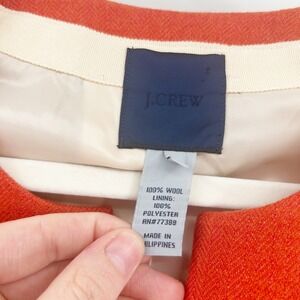 J.CREW
100% WOOL
LINING:
100%
POLYESTER
RN#77388
MADE IN
PHILIPPINES